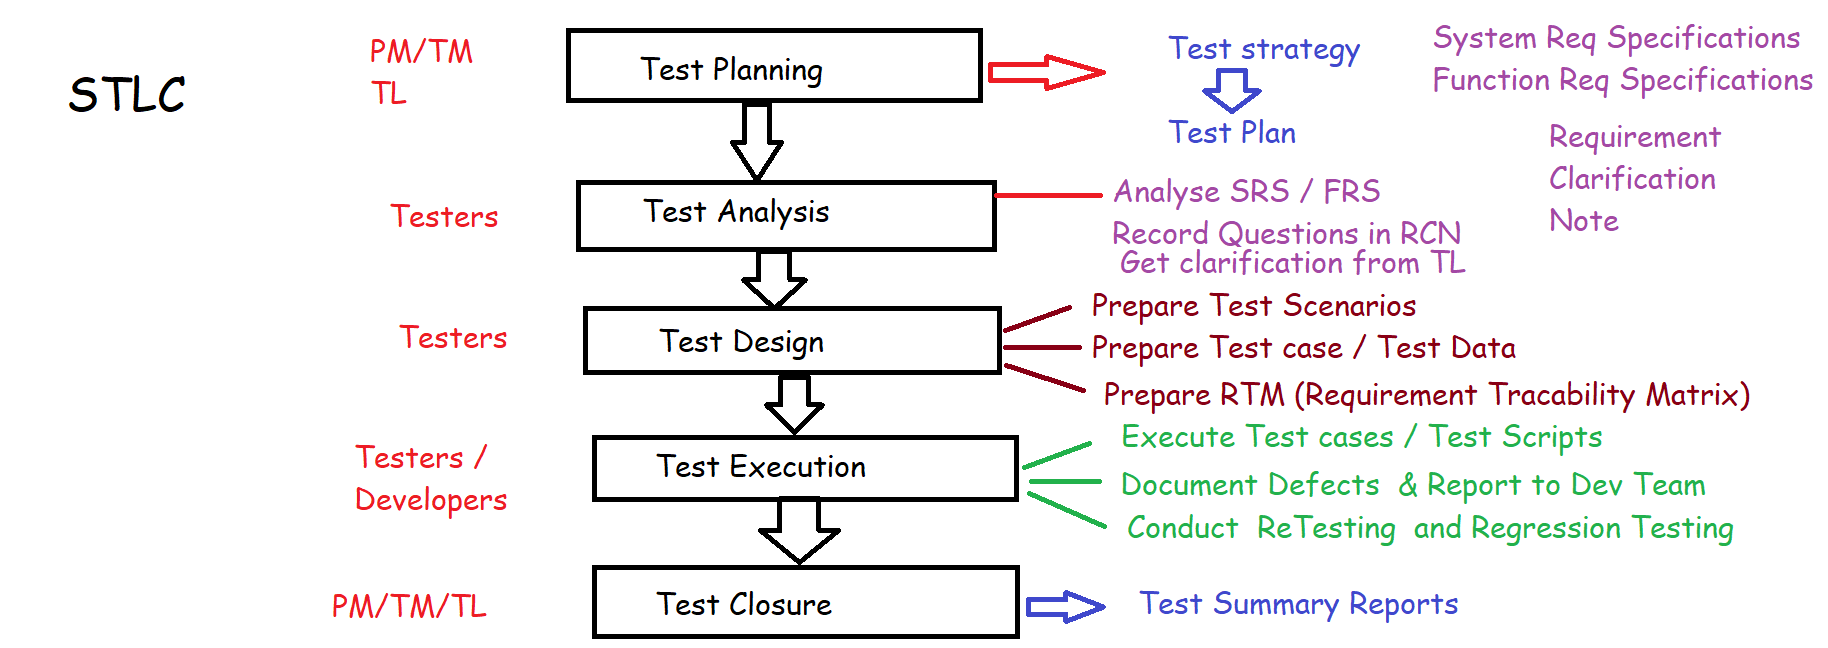 STLC
PM/TM
TL
Test Planning
Test strategy
Test Plan
System Req Specifications
Function Req Specifications
Requirement
Clarification
Note
Testers
Test Analysis
Analyse SRS / FRS
Record Questions in RCN
Get clarification from TL
Testers
Test Design
Prepare Test Scenarios
Prepare Test case / Test Data
Prepare RTM (Requirement Tracability Matrix)
Testers /
Developers
Test Execution
Execute Test cases / Test Scripts
Document Defects & Report to Dev Team
Conduct ReTesting and Regression Testing
PM/TM/TL
Test Closure
Test Summary Reports